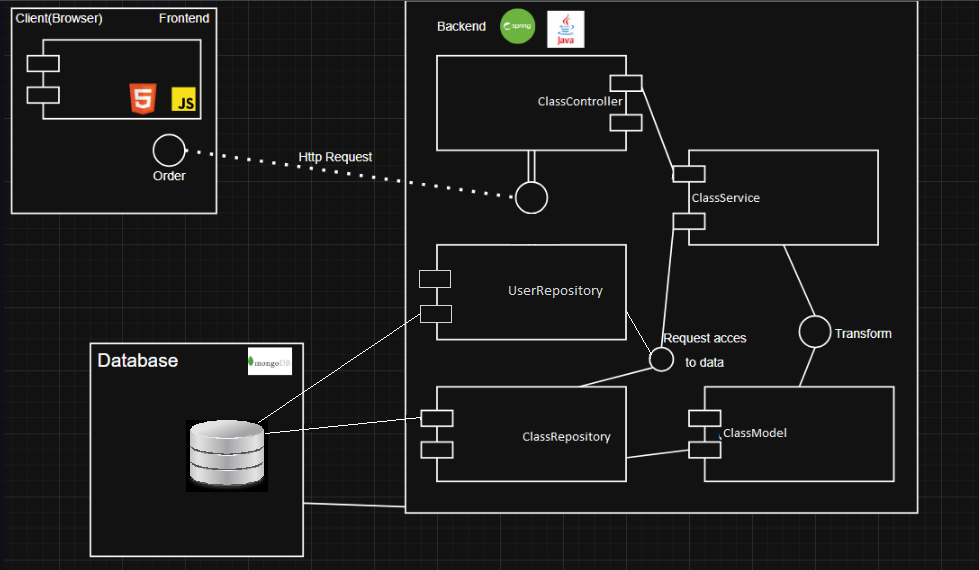 Client(Browser) Frontend
5
JS
Order
Http Request
Backend
spring
Java
ClassController
ClassService
UserRepository
Request acces
to data
Transform
ClassRepository
ClassModel
Database
mongoDB